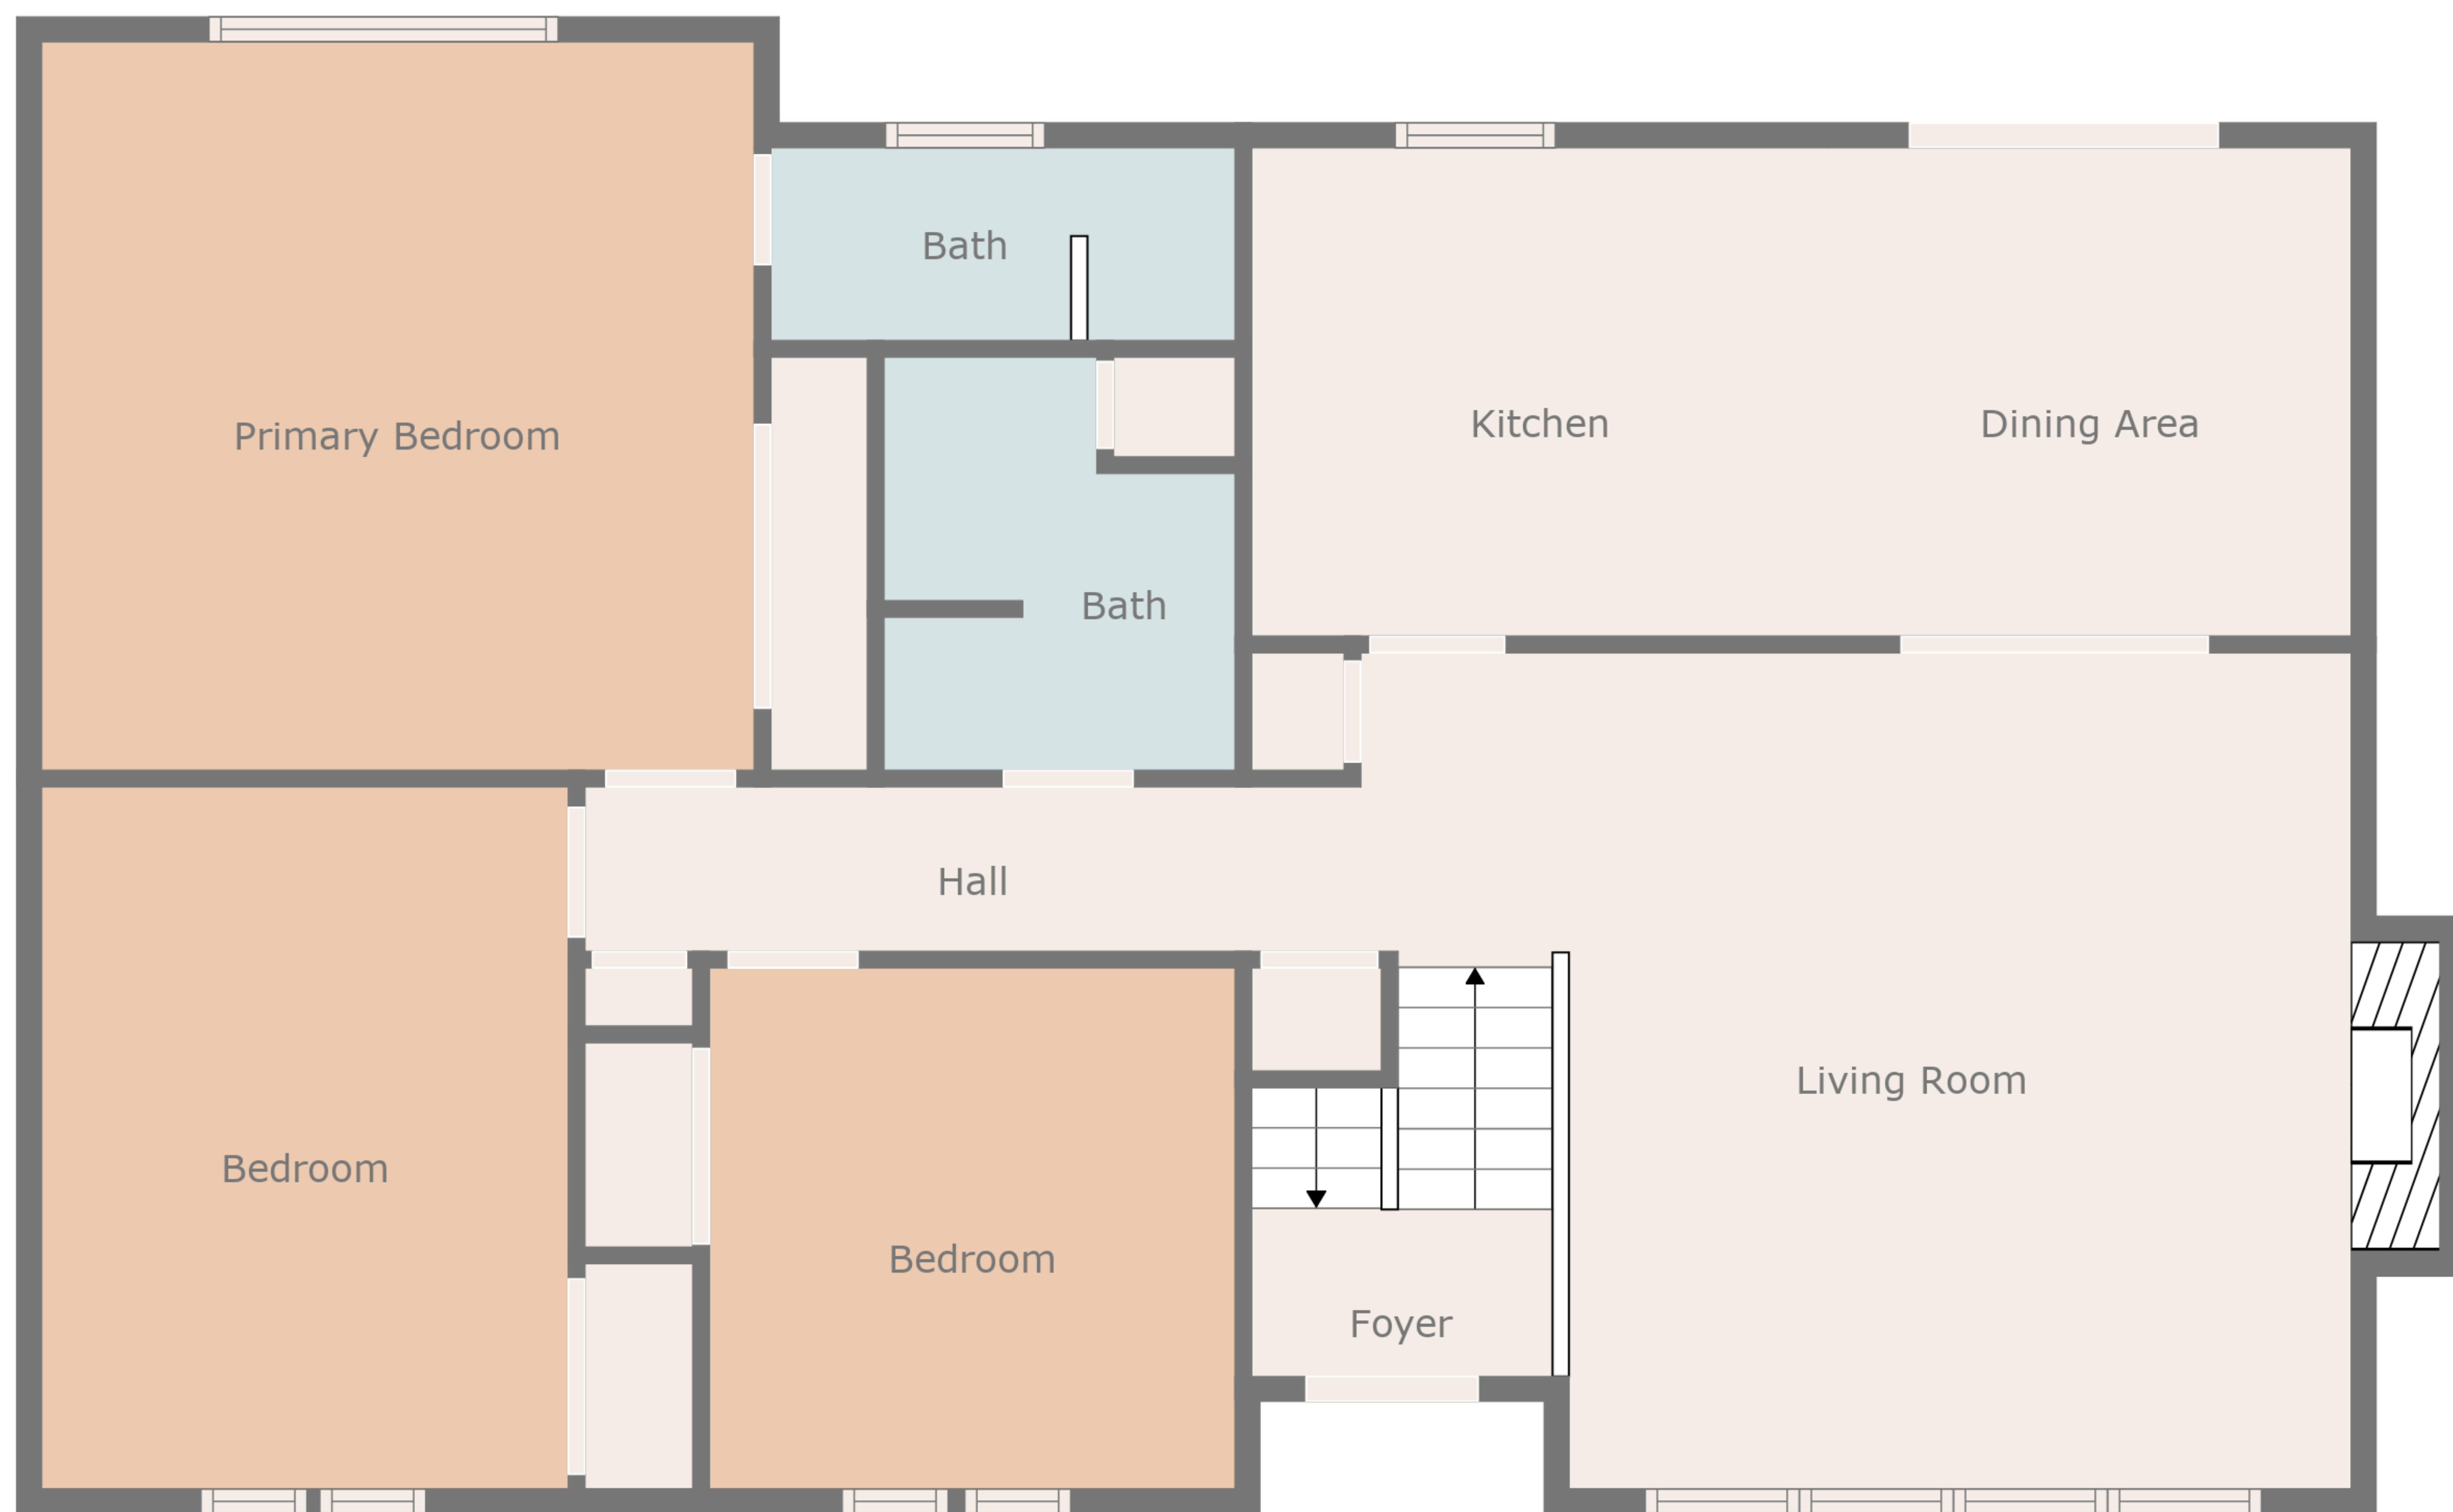 Bath
Primary Bedroom
Kitchen
Dining Area
Bath
Hall
Living Room
Bedroom
Bedroom
Foyer